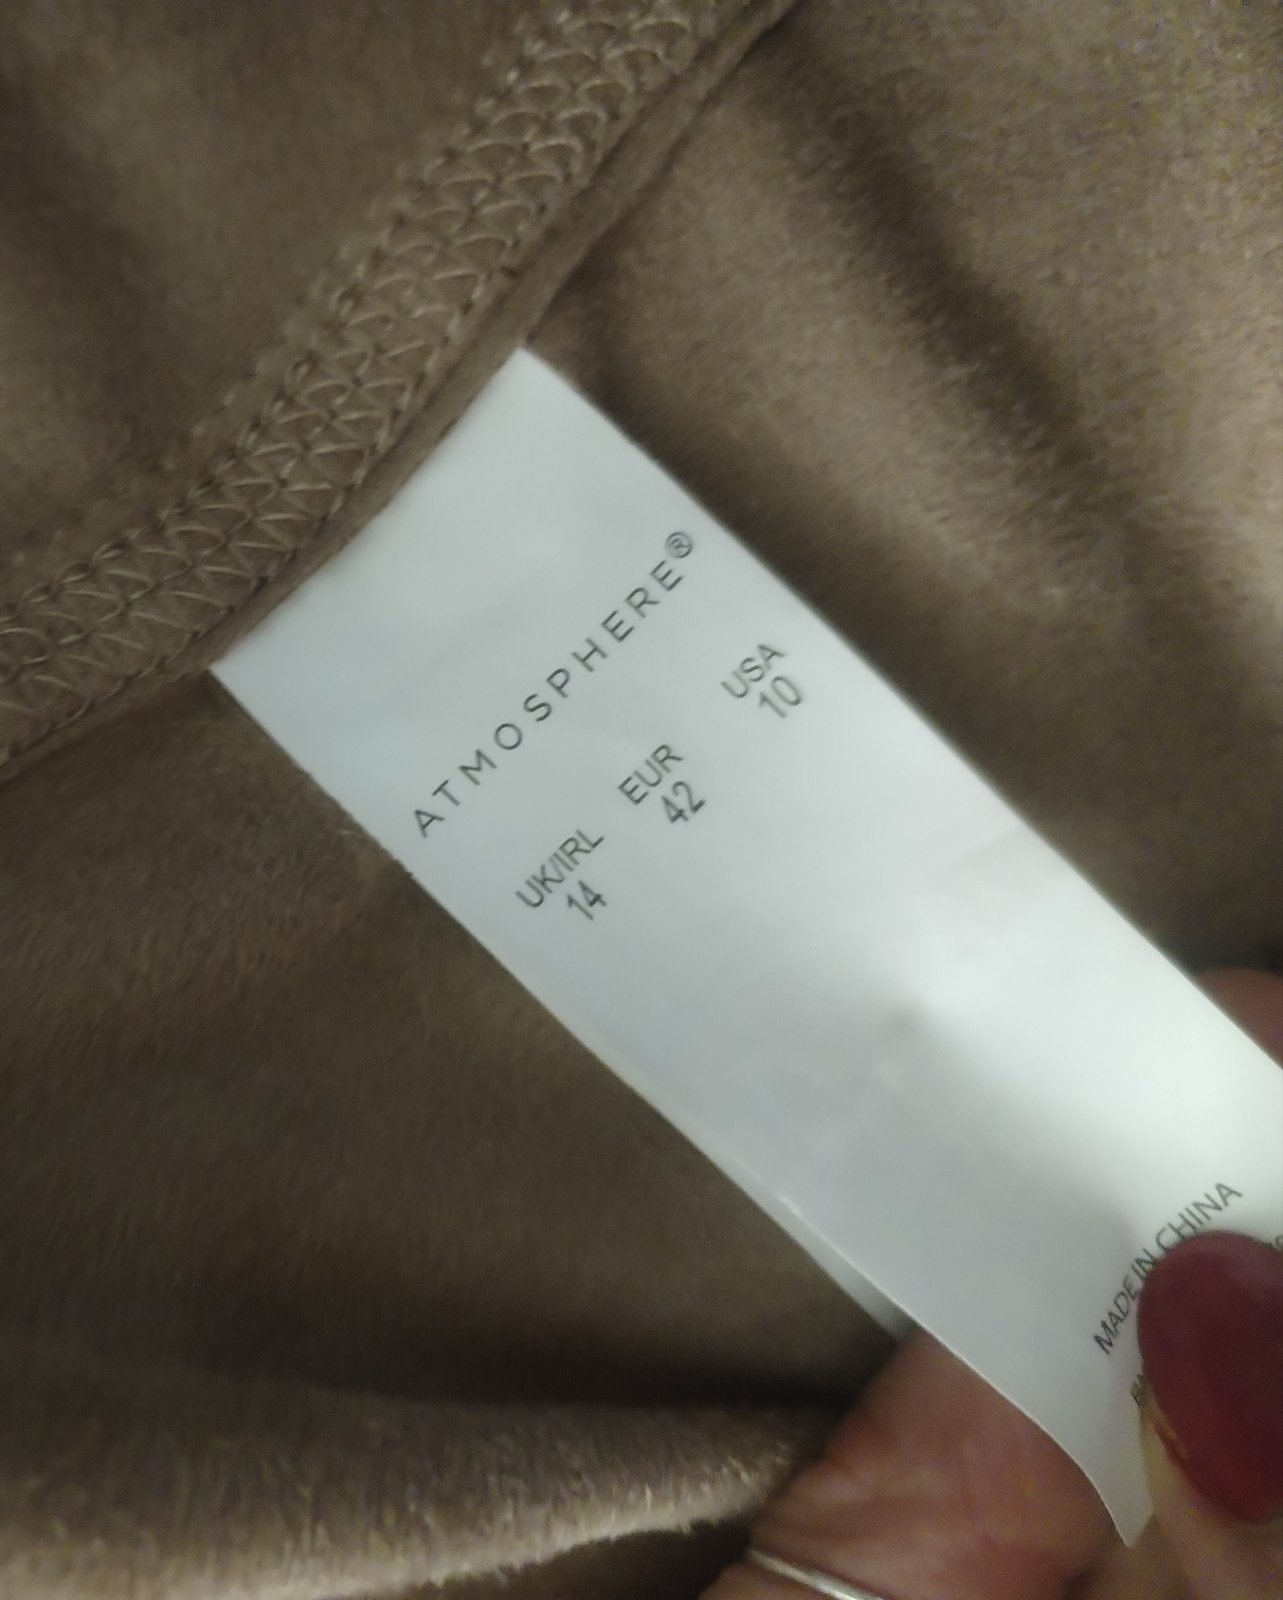 ATMOSPHERE®
UK/IRL EUR USA
14 42 10
MADE IN CHINA